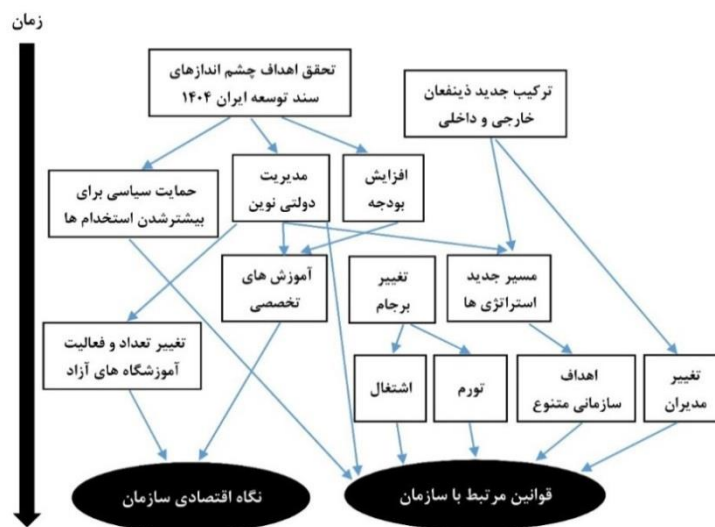 زمان
تحقق اهداف چشم اندازهای
سند توسعه ایران ۱۴۰۴
ترکیب جدید ذینفعان
خارجی و داخلی
حمایت سیاسی برای
بیشترشدن استخدام ها
مدیریت
دولتی نوین
افزایش
بودجه
آموزش های
تخصصی
تغییر
برجام
مسیر جدید
استراتژی ها
تغییر تعداد و فعالیت
آموزشگاه های آزاد
اشتغال
تورم
اهداف
سازمانی متنوع
تغییر
مدیران
نگاه اقتصادی سازمان
قوانین مرتبط با سازمان